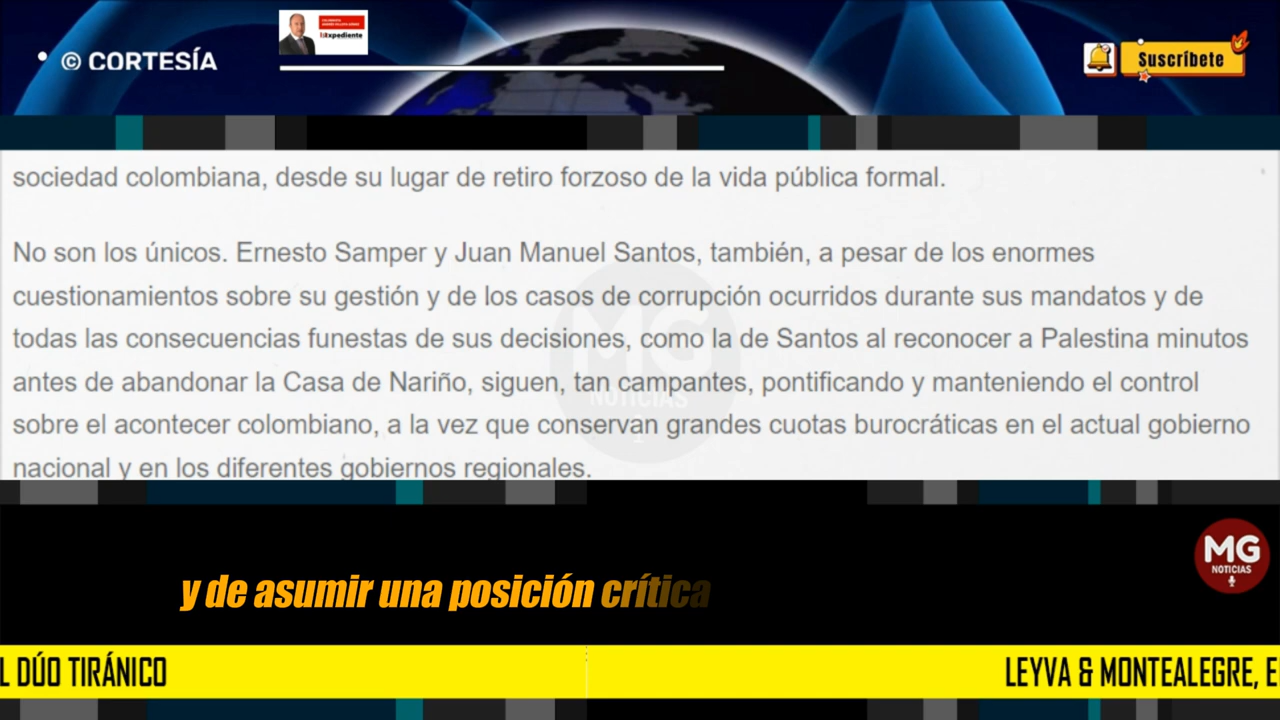 © CORTESÍA
Expediente
Suscríbete
sociedad colombiana, desde su lugar de retiro forzoso de la vida pública formal.
No son los únicos. Ernesto Samper y Juan Manuel Santos, también, a pesar de los enormes
cuestionamientos sobre su gestión y de los casos de corrupción ocurridos durante sus mandatos y de
todas las consecuencias funestas de sus decisiones, como la de Santos al reconocer a Palestina minutos
antes de abandonar la Casa de Nariño, siguen, tan campantes, pontificando y manteniendo el control
sobre el acontecer colombiano, a la vez que conservan grandes cuotas burocráticas en el actual gobierno
nacional y en los diferentes gobiernos regionales.
MG
NOTICIAS
y de asumir una posición crítica
MG
NOTICIAS
L DÚO TIRÁNICO
LEYVA & MONTEALEGRE, E